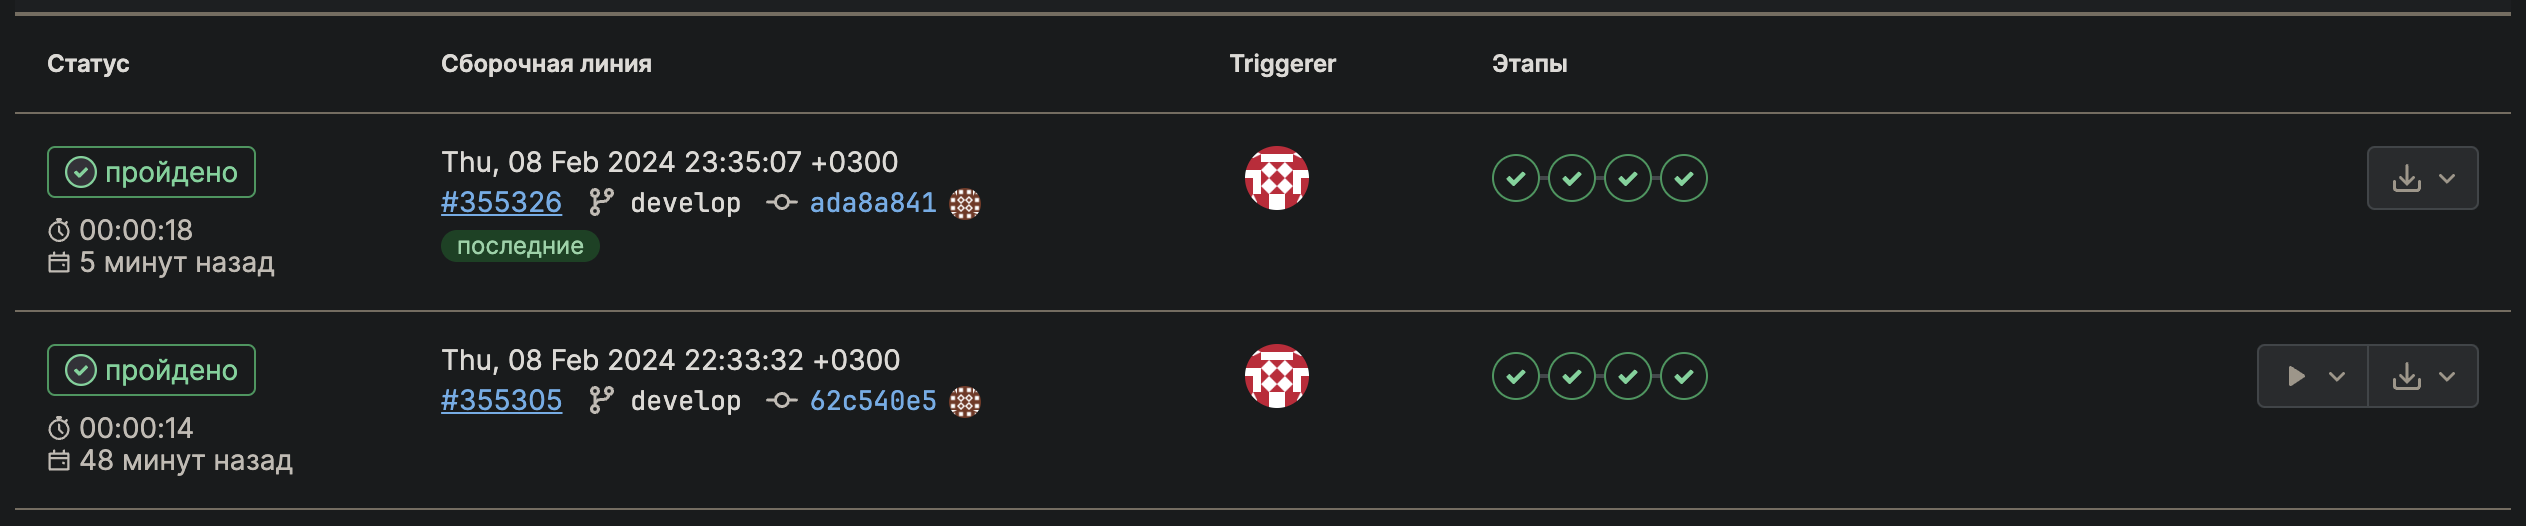 Статус Сборочная линия Triggerer Этапы
пройдено
00:00:18
5 минут назад
Thu, 08 Feb 2024 23:35:07 +0300
#355326 develop ada8a841
последние
пройдено
00:00:14
48 минут назад
Thu, 08 Feb 2024 22:33:32 +0300
#355305 develop 62c540e5